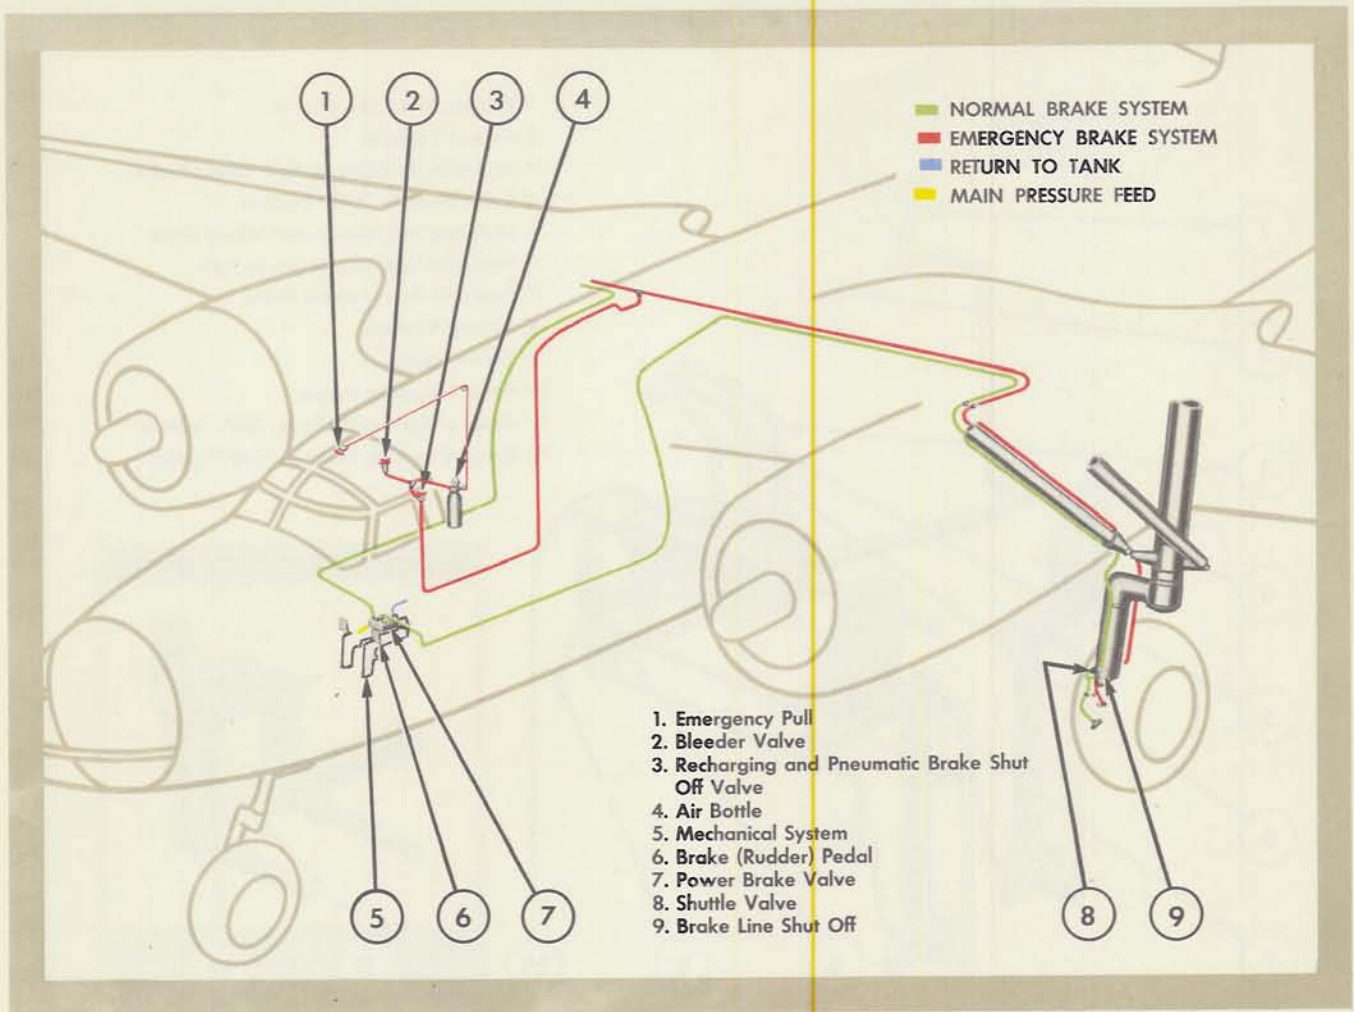 1 2 3 4
NORMAL BRAKE SYSTEM
EMERGENCY BRAKE SYSTEM
RETURN TO TANK
MAIN PRESSURE FEED
1. Emergency Pull
2. Bleeder Valve
3. Recharging and Pneumatic Brake Shut
Off Valve
4. Air Bottle
5. Mechanical System
6. Brake (Rudder) Pedal
7. Power Brake Valve
8. Shuttle Valve
9. Brake Line Shut Off
5 6 7 8 9